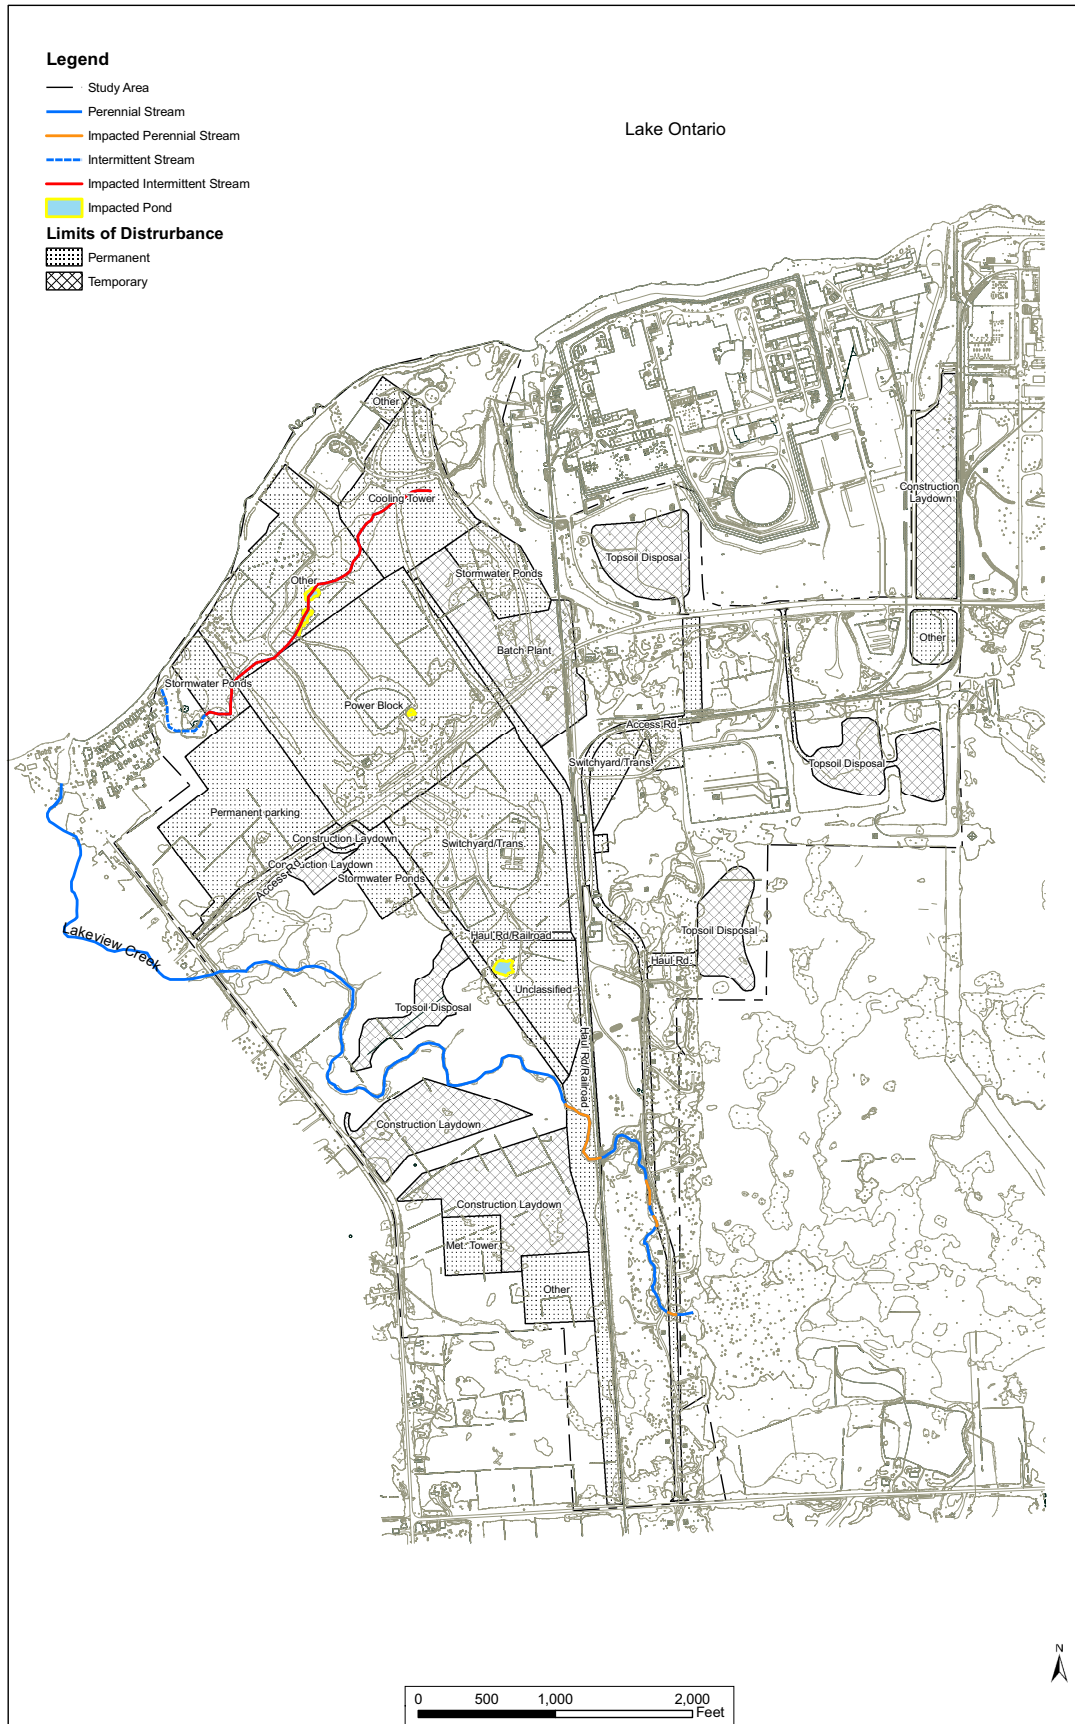 Legend
Study Area
Perennial Stream
Impacted Perennial Stream
Intermittent Stream
Impacted Intermittent Stream
Impacted Pond
Limits of Distrurbance
Permanent
Temporary
Lake Ontario
Other
Cooling Tower
Construction
Laydown
Topsoil Disposal
Stormwater Ponds
Other
Batch Plant
Other
Stormwater Ponds
Power Block
Access Rd
Switchyard/Trans
Topsoil Disposal
Permanent parking
Construction Laydown
Switchyard/Trans
Construction Laydown
Stormwater Ponds
Access Rd
Lakeview Creek
Haul Rd/Railroad
Topsoil Disposal
Haul Rd
Unclassified
Topsoil Disposal
Haul Rd/Railroad
Construction Laydown
Construction Laydown
Met. Tower
Other
N
0 500 1,000 2,000
Feet